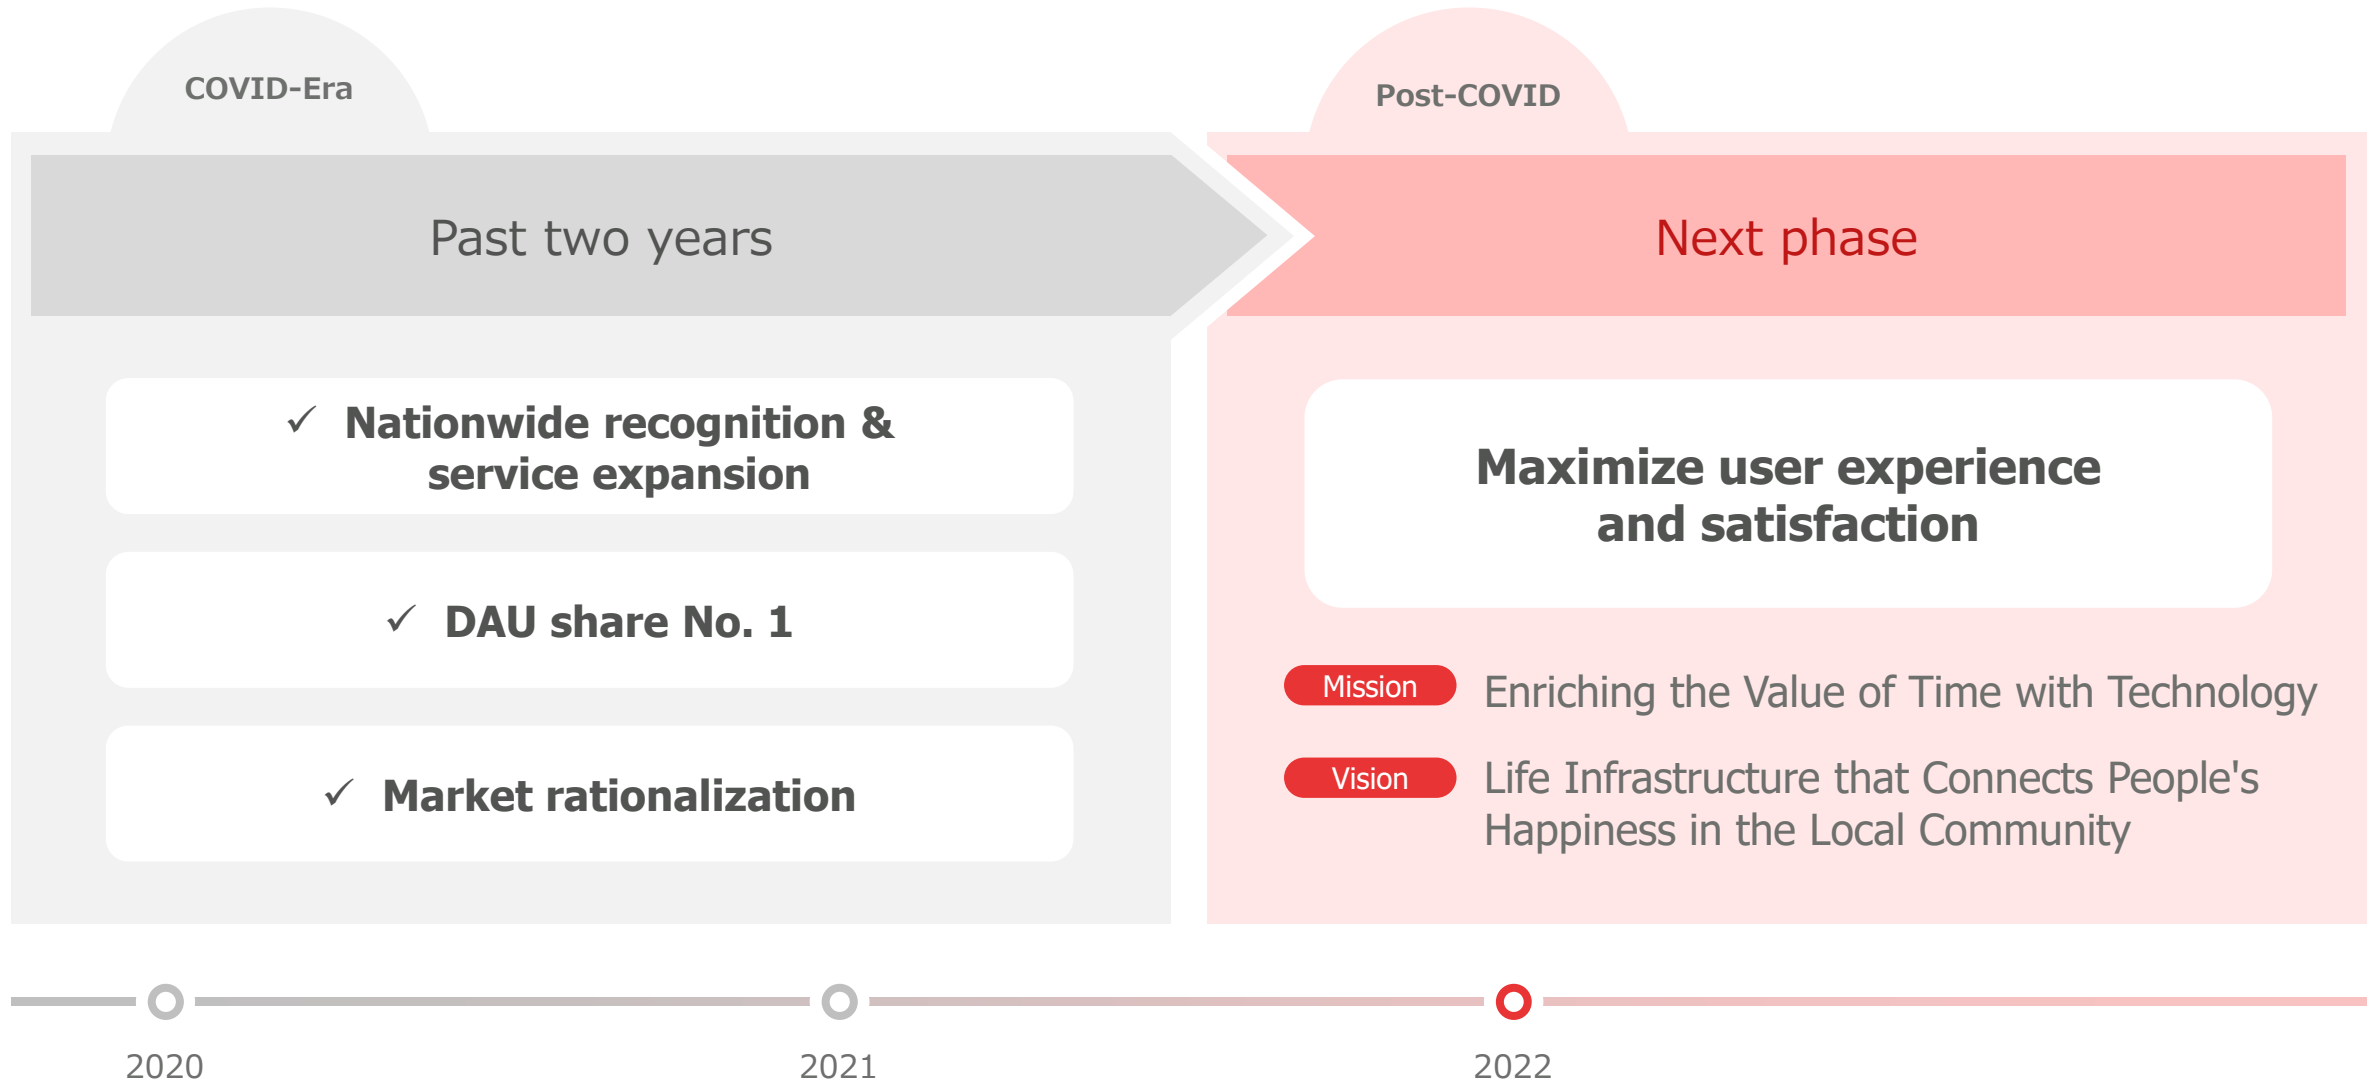 COVID-Era
Past two years
✓ Nationwide recognition &
service expansion
✓ DAU share No. 1
✓ Market rationalization
Post-COVID
Next phase
Maximize user experience
and satisfaction
Mission Enriching the Value of Time with Technology
Vision Life Infrastructure that Connects People's
Happiness in the Local Community
2020 2021 2022